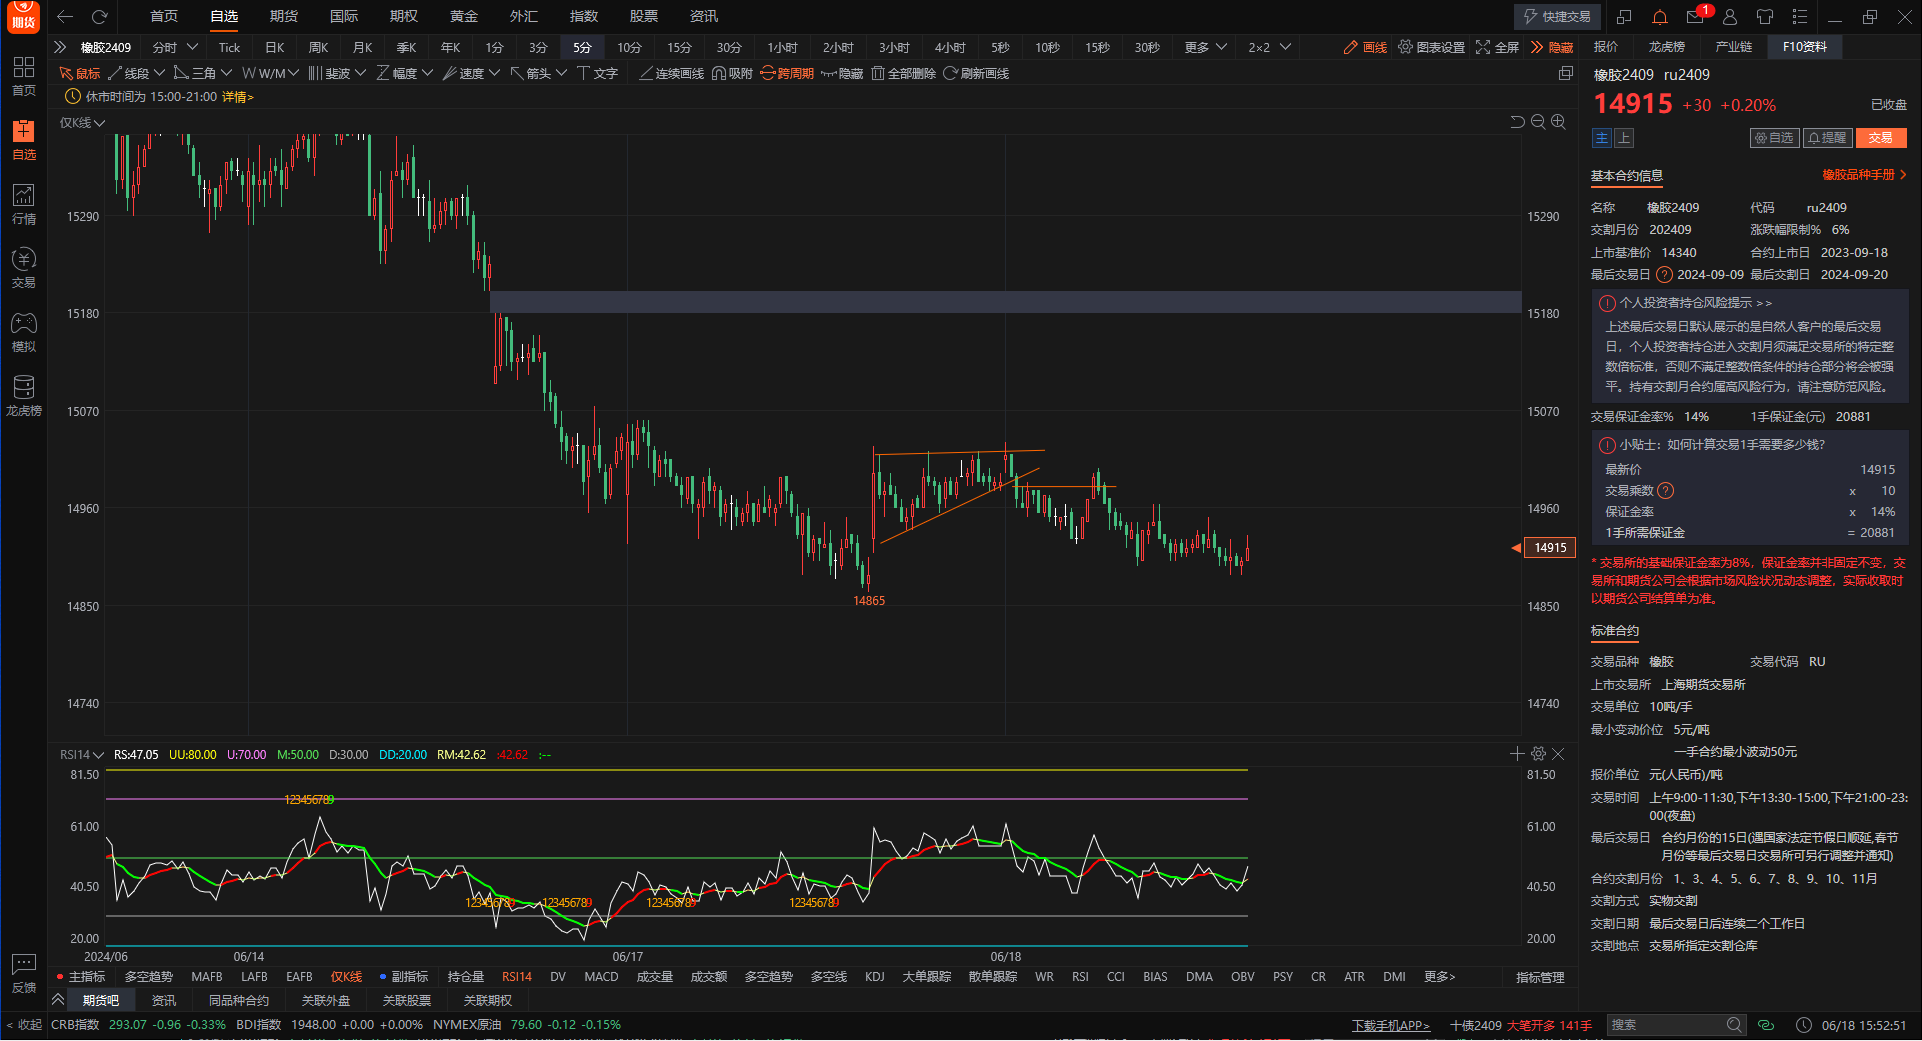 期货
首页 自选 期货 国际 期权 黄金 外汇 指数 股票 资讯
快捷交易 1
橡胶2409 分时 Tick 日K 周K 月K 季K 年K 1分 3分 5分 10分 15分 30分 1小时 2小时 3小时 4小时 5秒 10秒 15秒 30秒 更多 2×2
画线 图表设置 全屏 隐藏 报价 龙虎榜 产业链 F10资料
鼠标 线段 三角 W/M 斐波 幅度 速度 箭头 文字 连续画线 吸附 跨周期 隐藏 全部删除 刷新画线
休市时间为 15:00-21:00 详情>
首页
自选
行情
交易
模拟
龙虎榜
反馈
< 收起
仅K线
15290 15290
15180 15180
15070 15070
14960 14960
14915
14865
14850 14850
14740 14740
RSI14 RS:47.05 UU:80.00 U:70.00 M:50.00 D:30.00 DD:20.00 RM:42.62 :42.62 :--
81.50 81.50
123456789
61.00 61.00
40.50 40.50
123456789 123456789 123456789 123456789
20.00 20.00
2024/06 06/14 06/17 06/18
主指标 多空趋势 MAFB LAFB EAFB 仅K线 副指标 持仓量 RSI14 DV MACD 成交量 成交额 多空趋势 多空线 KDJ 大单跟踪 散单跟踪 WR RSI CCI BIAS DMA OBV PSY CR ATR DMI 更多> 指标管理
期货吧 资讯 同品种合约 关联外盘 关联股票 关联期权
CRB指数 293.07 -0.96 -0.33% BDI指数 1948.00 +0.00 +0.00% NYMEX原油 79.60 -0.12 -0.15%
下载手机APP> 十债2409 大笔开多 141手 搜索 06/18 15:52:51
橡胶2409 ru2409
14915 +30 +0.20% 已收盘
主 上 自选 提醒 交易
基本合约信息 橡胶品种手册
名称 橡胶2409 代码 ru2409
交割月份 202409 涨跌幅限制% 6%
上市基准价 14340 合约上市日 2023-09-18
最后交易日 ? 2024-09-09 最后交割日 2024-09-20
! 个人投资者持仓风险提示 >>
上述最后交易日默认展示的是自然人客户的最后交易
日，个人投资者持仓进入交割月须满足交易所的特定整
数倍标准，否则不满足整数倍条件的持仓部分将会被强
平。持有交割月合约属高风险行为，请注意防范风险。
交易保证金率% 14% 1手保证金(元) 20881
! 小贴士：如何计算交易1手需要多少钱?
最新价 14915
交易乘数 ? x 10
保证金率 x 14%
1手所需保证金 = 20881
* 交易所的基础保证金率为8%，保证金率并非固定不变，交
易所和期货公司会根据市场风险状况动态调整，实际收取时
以期货公司结算单为准。
标准合约
交易品种 橡胶 交易代码 RU
上市交易所 上海期货交易所
交易单位 10吨/手
最小变动价位 5元/吨
一手合约最小波动50元
报价单位 元(人民币)/吨
交易时间 上午9:00-11:30,下午13:30-15:00,下午21:00-23:
00(夜盘)
最后交易日 合约月份的15日(遇国家法定节假日顺延,春节
月份等最后交易日交易所可另行调整并通知)
合约交割月份 1、3、4、5、6、7、8、9、10、11月
交割方式 实物交割
交割日期 最后交易日后连续二个工作日
交割地点 交易所指定交割仓库